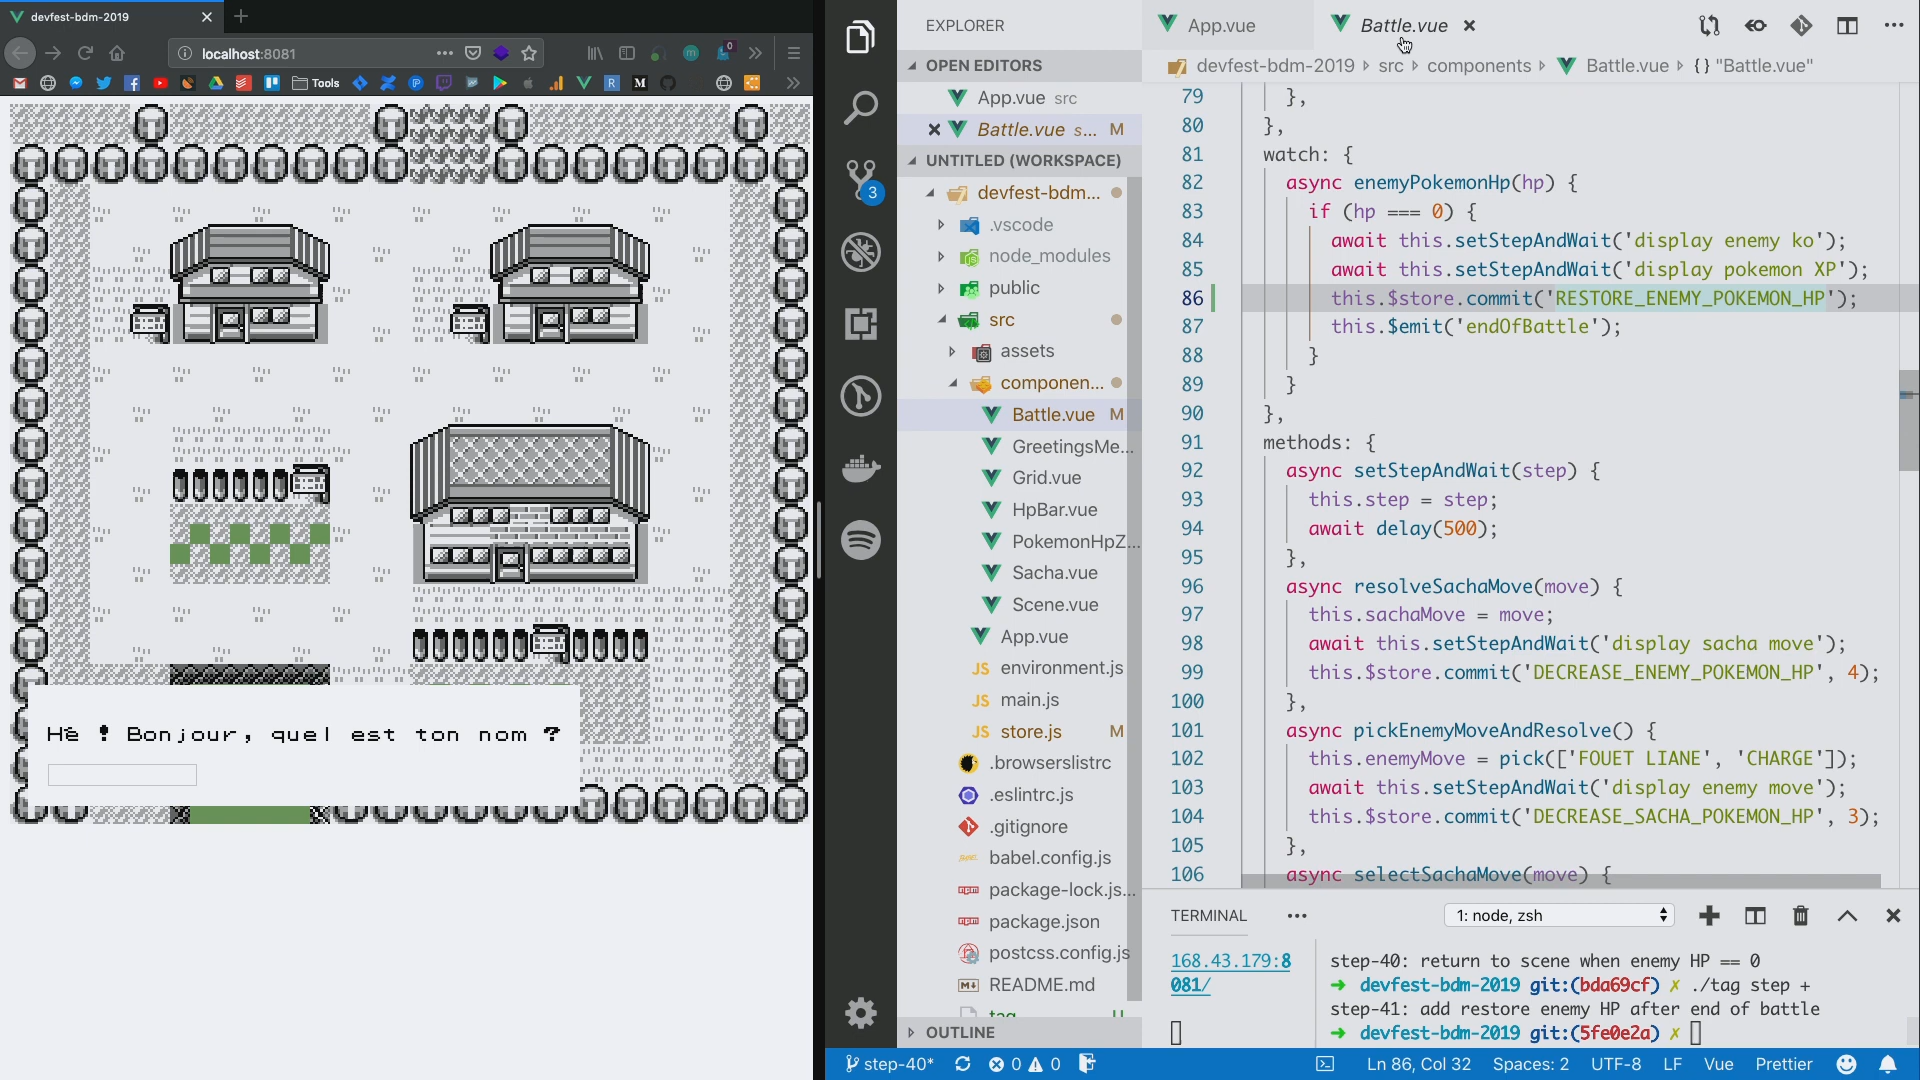 devfest-bdm-2019
localhost:8081
0
Tools
Hè ! Bonjour, quel est ton nom ?
EXPLORER
OPEN EDITORS
App.vue src
Battle.vue s... M
UNTITLED (WORKSPACE)
devfest-bdm...
.vscode
node_modules
public
src
assets
componen...
Battle.vue M
GreetingsMe...
Grid.vue
HpBar.vue
PokemonHpZ...
Sacha.vue
Scene.vue
App.vue
JS environment.js
JS main.js
JS store.js M
.browserslistrc
.eslintrc.js
.gitignore
babel.config.js
package-lock.js...
package.json
postcss.config.js
README.md
OUTLINE
3
App.vue
Battle.vue
devfest-bdm-2019 › src › components › Battle.vue › {} "Battle.vue"
79 },
80 },
81 watch: {
82 async enemyPokemonHp(hp) {
83 if (hp === 0) {
84 await this.setStepAndWait('display enemy ko');
85 await this.setStepAndWait('display pokemon XP');
86 this.$store.commit('RESTORE_ENEMY_POKEMON_HP');
87 this.$emit('endOfBattle');
88 }
89 }
90 },
91 methods: {
92 async setStepAndWait(step) {
93 this.step = step;
94 await delay(500);
95 },
96 async resolveSachaMove(move) {
97 this.sachaMove = move;
98 await this.setStepAndWait('display sacha move');
99 this.$store.commit('DECREASE_ENEMY_POKEMON_HP', 4);
100 },
101 async pickEnemyMoveAndResolve() {
102 this.enemyMove = pick(['FOUET LIANE', 'CHARGE']);
103 await this.setStepAndWait('display enemy move');
104 this.$store.commit('DECREASE_SACHA_POKEMON_HP', 3);
105 },
106 async selectSachaMove(move) {
TERMINAL
1: node, zsh
168.43.179:8
081/
step-40: return to scene when enemy HP == 0
➜ devfest-bdm-2019 git:(bda69cf) ✗ ./tag step +
step-41: add restore enemy HP after end of battle
➜ devfest-bdm-2019 git:(5fe0e2a) ✗
step-40*
0 0
Ln 86, Col 32
Spaces: 2
UTF-8
LF
Vue
Prettier